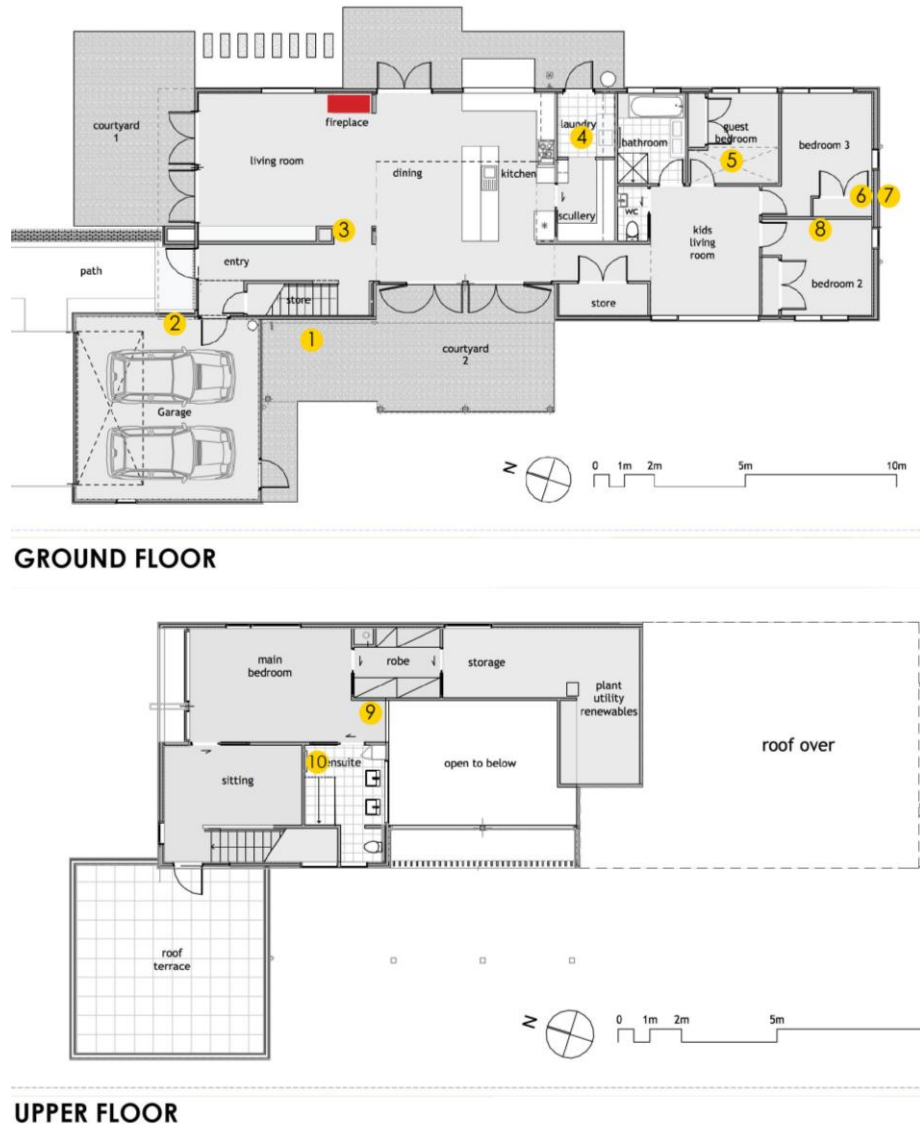 courtyard
1
fireplace
living room
dining
kitchen
laundry
4
bathroom
guest
bedroom
5
bedroom 3
6
7
scullery
wc
3
8
kids
living
room
entry
path
store
store
bedroom 2
2
1
courtyard
2
Garage
N
0 1m 2m 5m 10m
GROUND FLOOR
main
bedroom
robe
storage
plant
utility
renewables
9
roof over
open to below
10
ensuite
sitting
roof
terrace
N
0 1m 2m 5m
UPPER FLOOR